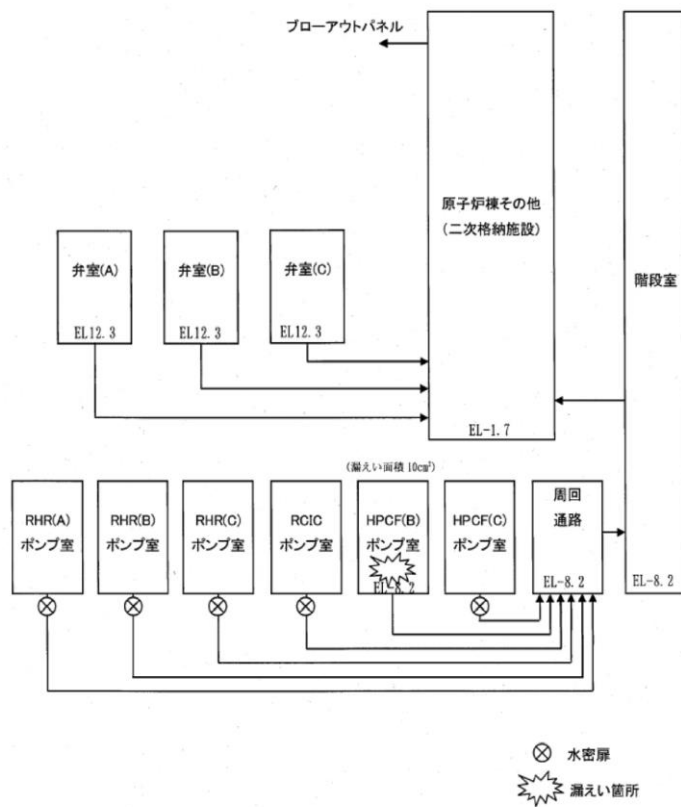 ブローアウトパネル
原子炉棟その他
(二次格納施設)
EL-1.7
階段室
EL-8.2
弁室(A)
EL12.3
弁室(B)
EL12.3
弁室(C)
EL12.3
(漏えい面積 10cm²)
RHR(A)
ポンプ室
RHR(B)
ポンプ室
RHR(C)
ポンプ室
RCIC
ポンプ室
HPCF(B)
ポンプ室
EL-8.2
HPCF(C)
ポンプ室
周回
通路
EL-8.2
水密扉
漏えい箇所